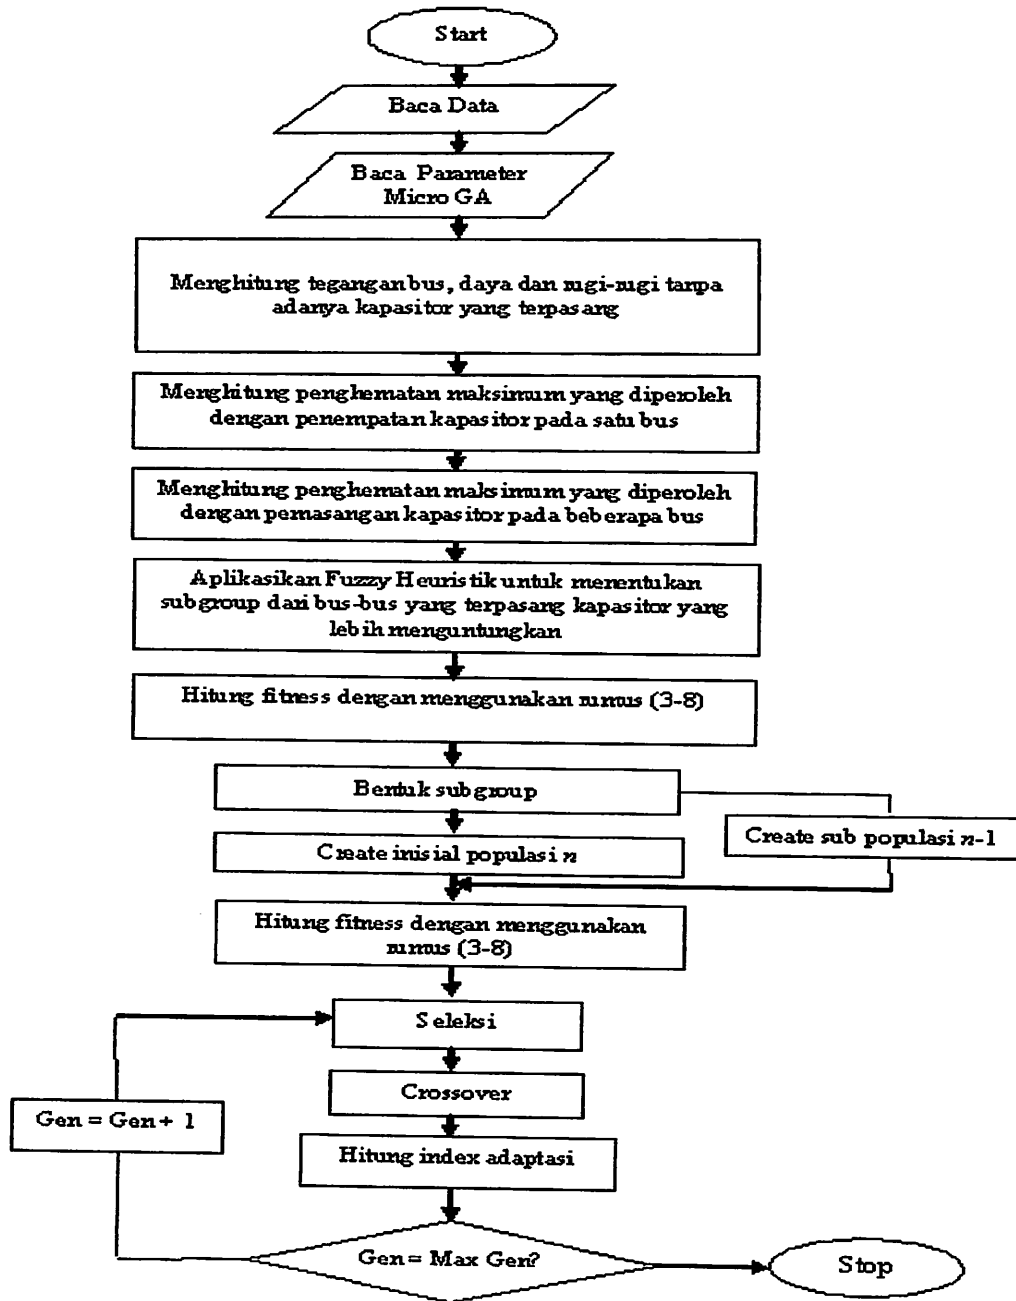 Start
Baca Data
Baca Parameter
Micro GA
Menghitung tegangan bus, daya dan rugi-rugi tanpa
adanya kapasitor yang terpasang
Menghitung penghematan maksimum yang diperoleh
dengan penempatan kapasitor pada satu bus
Menghitung penghematan maksimum yang diperoleh
dengan pemasangan kapasitor pada beberapa bus
Aplikasikan Fuzzy Heuristik untuk menentukan
subgroup dari bus-bus yang terpasang kapasitor yang
lebih menguntungkan
Hitung fitness dengan menggunakan rumus (3-8)
Bentuk subgroup
Create sub populasi n-1
Create inisial populasi n
Hitung fitness dengan menggunakan
rumus (3-8)
Seleksi
Crossover
Gen = Gen + 1
Hitung index adaptasi
Gen = Max Gen?
Stop